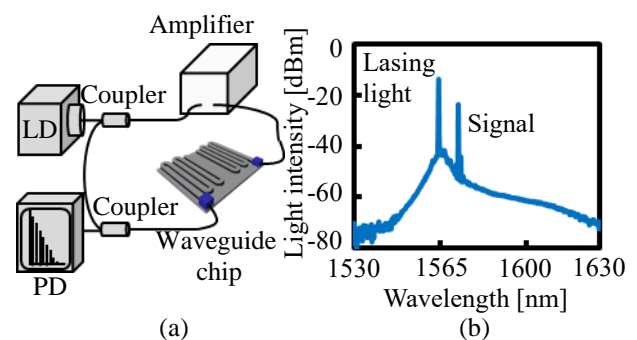 Amplifier
Coupler
LD
Coupler
PD
Waveguide
chip
(a)
Light intensity [dBm]
0
-20
-40
-60
-80
Lasing
light
Signal
1530
1565
1600
1630
Wavelength [nm]
(b)